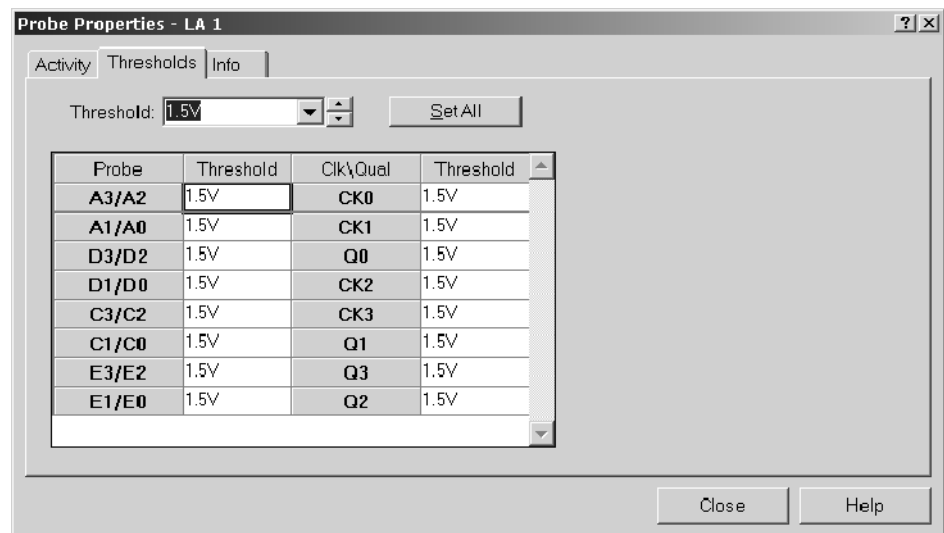 Probe Properties - LA 1
Activity Thresholds Info
Threshold: 1.5V Set All
Probe Threshold Clk\Qual Threshold
A3/A2 1.5V CK0 1.5V
A1/A0 1.5V CK1 1.5V
D3/D2 1.5V Q0 1.5V
D1/D0 1.5V CK2 1.5V
C3/C2 1.5V CK3 1.5V
C1/C0 1.5V Q1 1.5V
E3/E2 1.5V Q3 1.5V
E1/E0 1.5V Q2 1.5V
Close Help